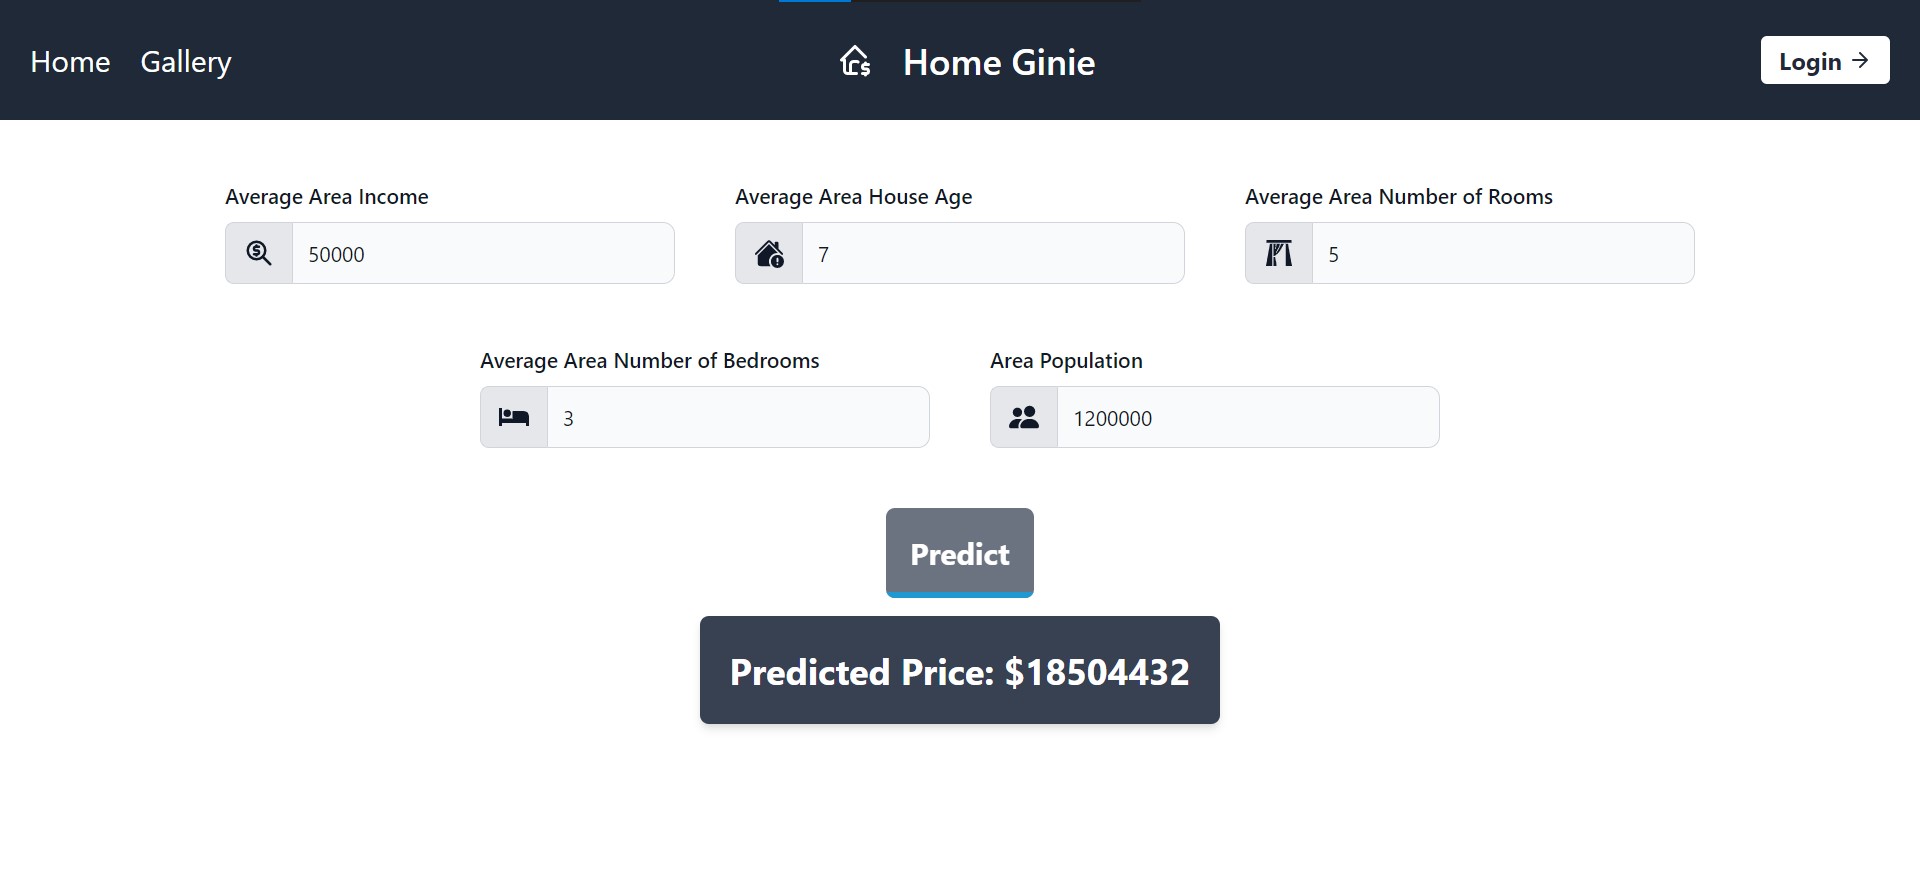 Home Gallery Home Ginie Login
Average Area Income Average Area House Age Average Area Number of Rooms
50000 7 5
Average Area Number of Bedrooms Area Population
3 1200000
Predict
Predicted Price: $18504432